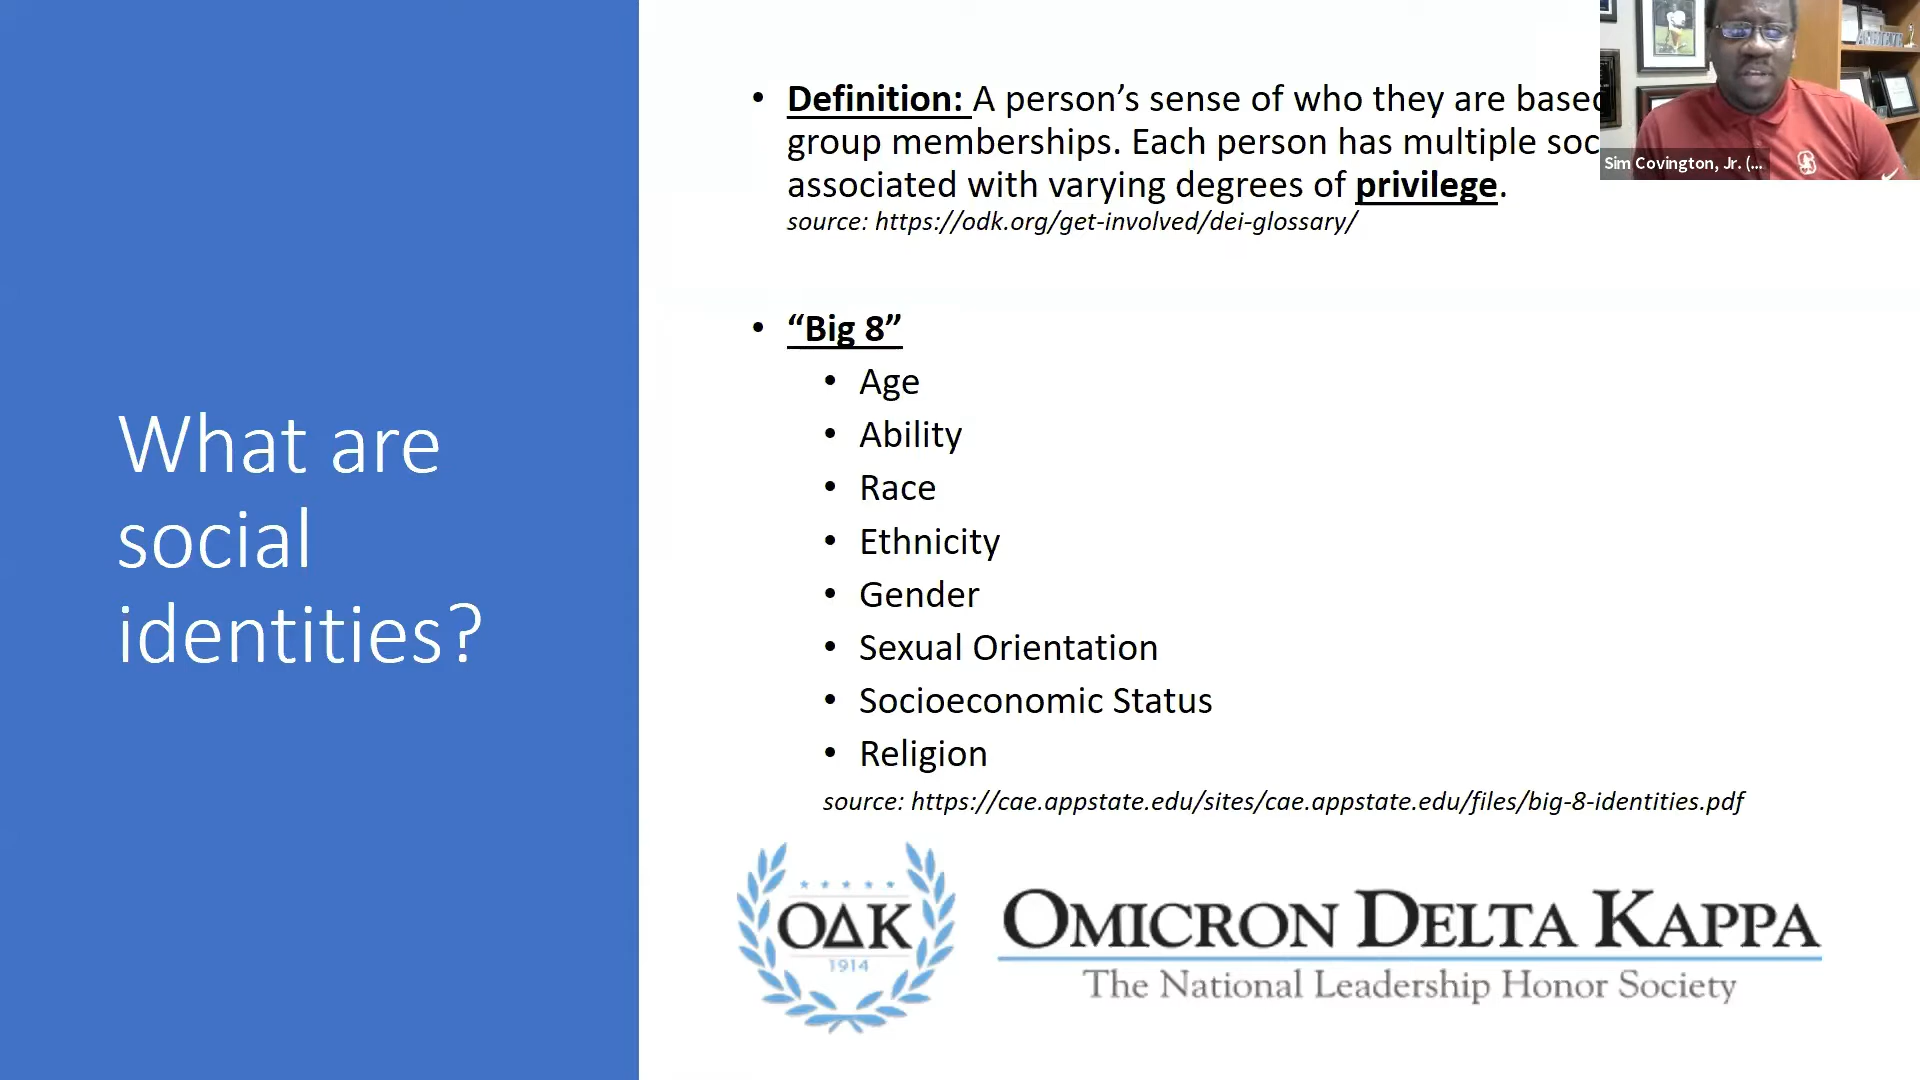 What are
social
identities?
• Definition: A person’s sense of who they are based
group memberships. Each person has multiple soc
associated with varying degrees of privilege.
source: https://odk.org/get-involved/dei-glossary/
• “Big 8”
• Age
• Ability
• Race
• Ethnicity
• Gender
• Sexual Orientation
• Socioeconomic Status
• Religion
source: https://cae.appstate.edu/sites/cae.appstate.edu/files/big-8-identities.pdf
ΟΔΚ
1914
OMICRON DELTA KAPPA
The National Leadership Honor Society
ACHIEVE
Sim Covington, Jr. (...
S